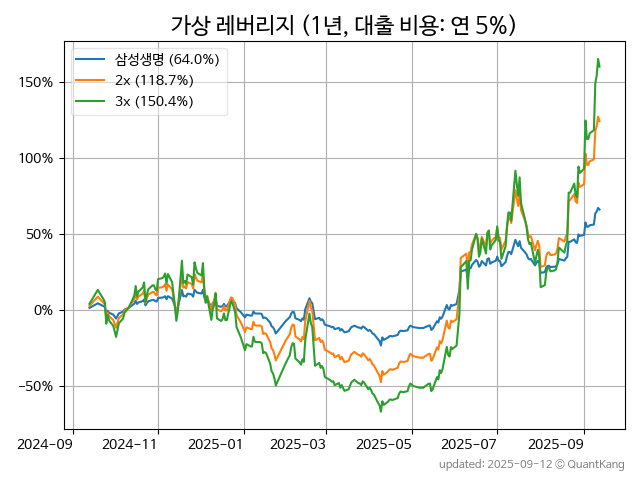 가상 레버리지 (1년, 대출 비용: 연 5%)
삼성생명 (64.0%)
2x (118.7%)
3x (150.4%)
150%
100%
50%
0%
−50%
2024-09 2024-11 2025-01 2025-03 2025-05 2025-07 2025-09
updated: 2025-09-12 © QuantKang